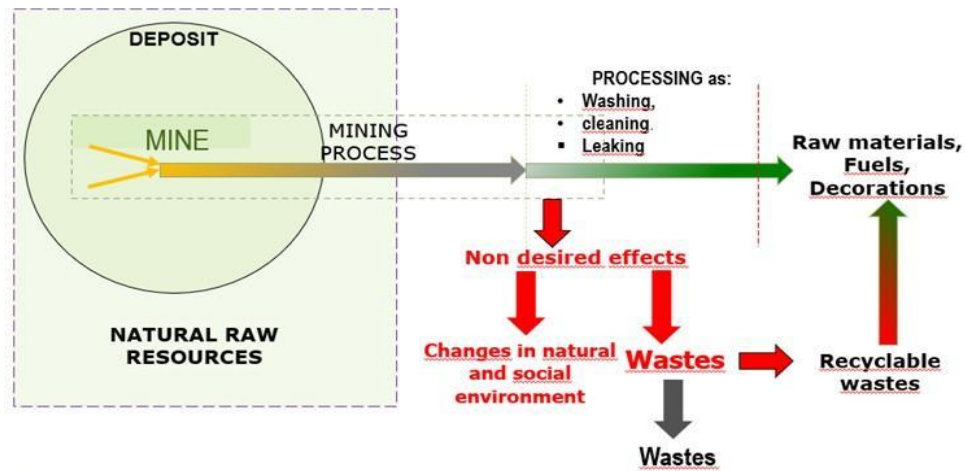 DEPOSIT
MINE
MINING
PROCESS
NATURAL RAW
RESOURCES
PROCESSING as:
• Washing,
• cleaning.
▪ Leaking
Raw materials,
Fuels,
Decorations
Non desired effects
Changes in natural
and social
environment
Wastes
Recyclable
wastes
Wastes